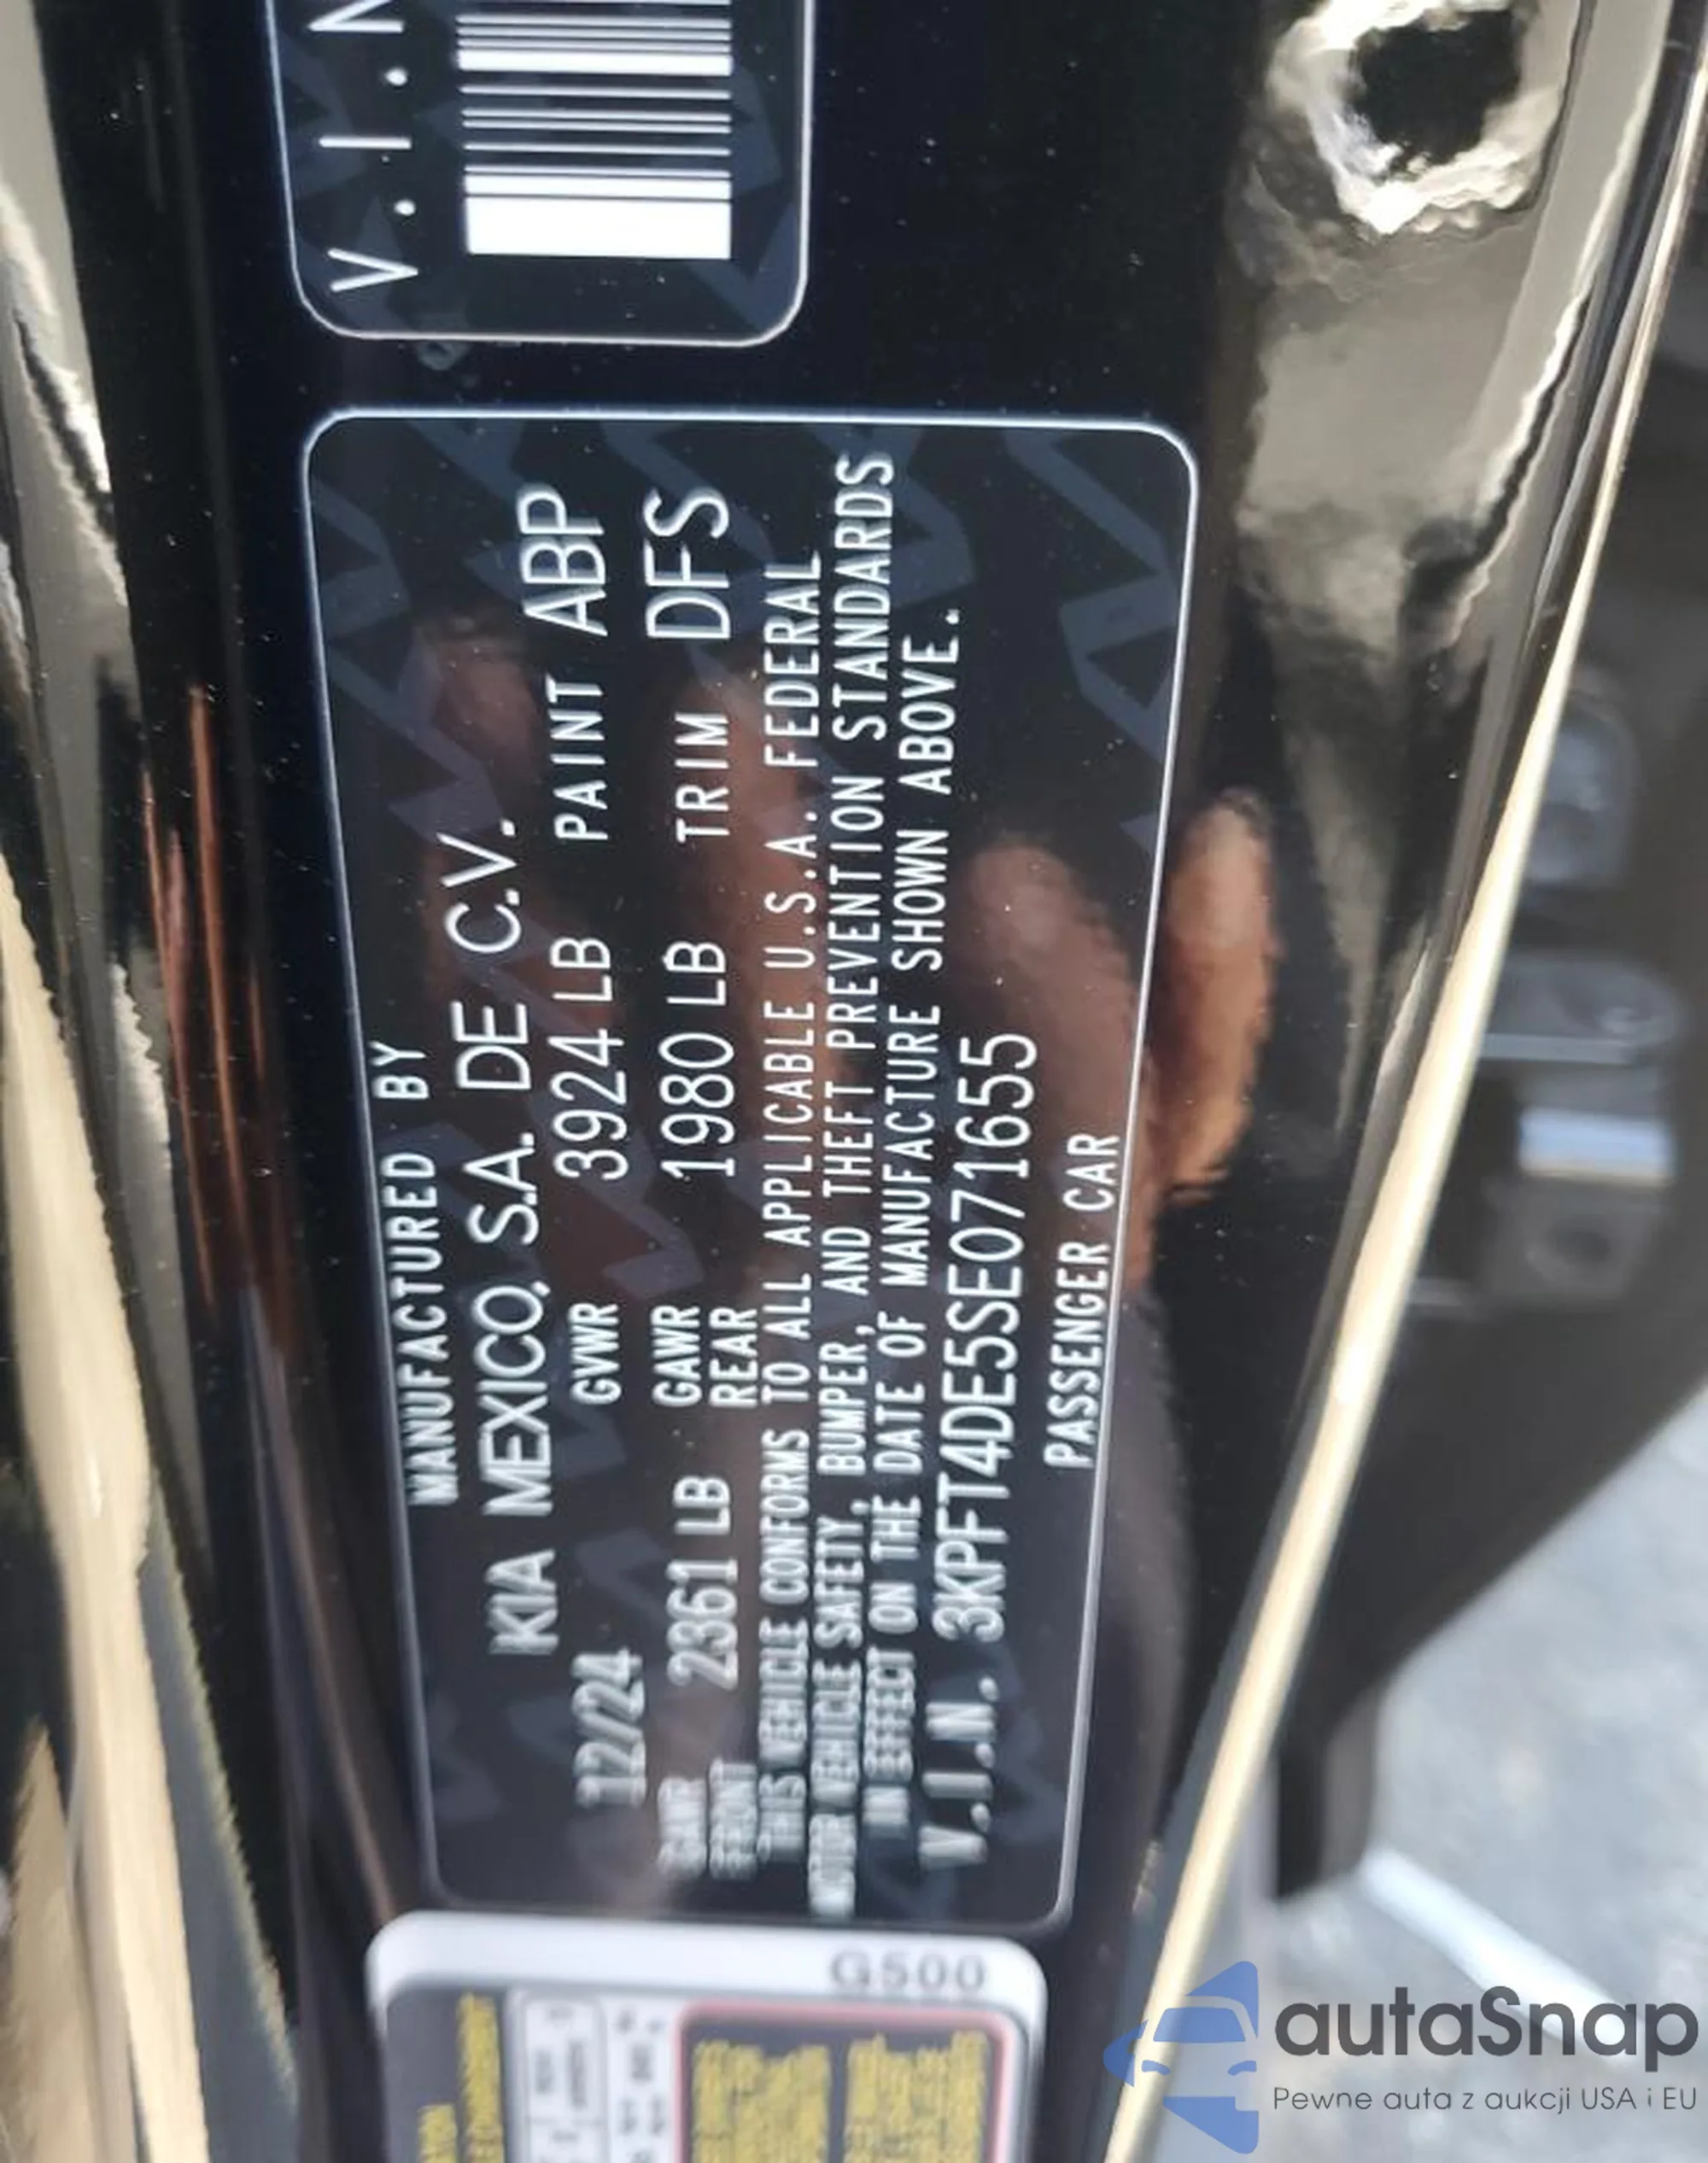 V.I.N
MANUFACTURED BY
KIA MEXICO, S.A. DE C.V.
12/24 GVWR 3924 LB PAINT ABP
GAWR FRONT 2361 LB GAWR REAR 1980 LB TRIM DFS
THIS VEHICLE CONFORMS TO ALL APPLICABLE U.S.A. FEDERAL
MOTOR VEHICLE SAFETY, BUMPER, AND THEFT PREVENTION STANDARDS
IN EFFECT ON THE DATE OF MANUFACTURE SHOWN ABOVE.
V.I.N. 3KPFT4DE5SE071655
PASSENGER CAR
G500
autaSnap
Pewne auta z aukcji USA i EU